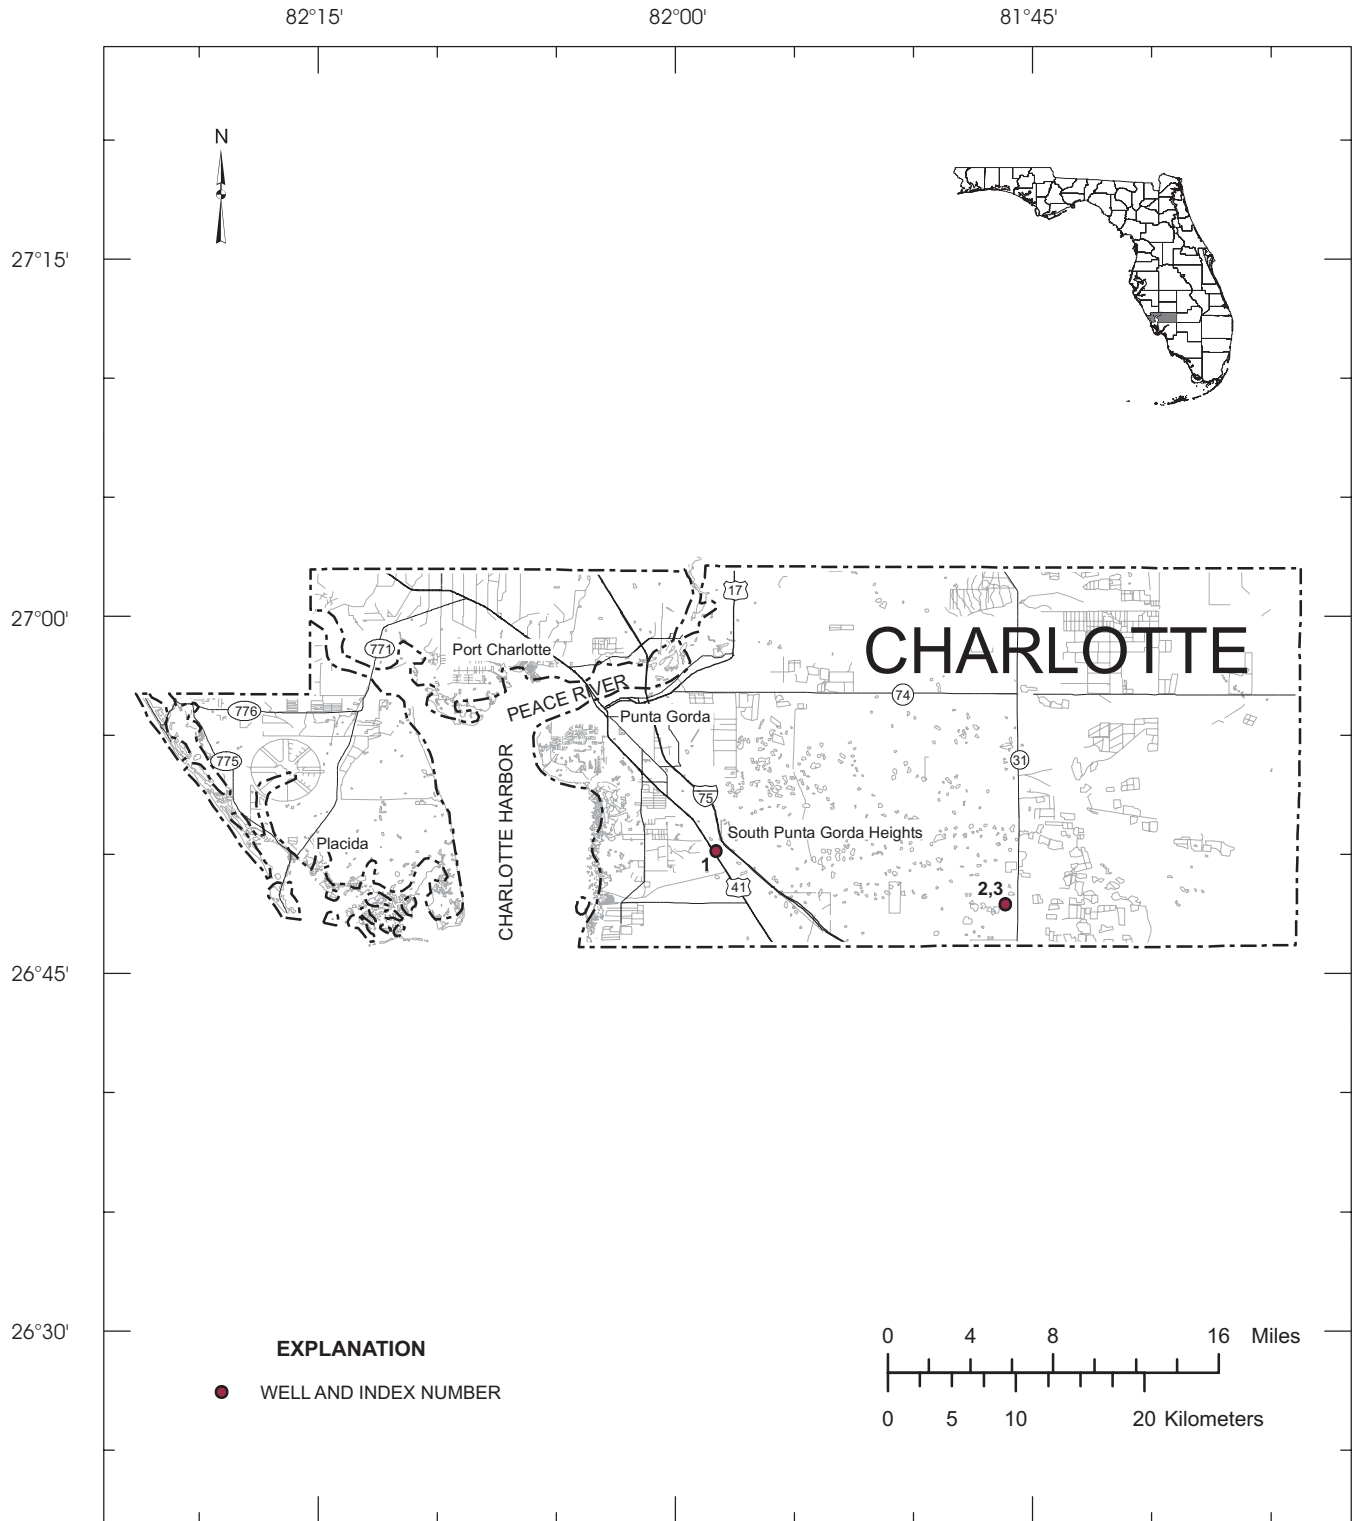 82°15'
82°00'
81°45'
N
27°15'
27°00'
17
CHARLOTTE
771
Port Charlotte
PEACE RIVER
74
776
Punta Gorda
775
CHARLOTTE HARBOR
31
75
South Punta Gorda Heights
Placida
1
41
2,3
26°45'
26°30'
EXPLANATION
WELL AND INDEX NUMBER
0 4 8 16 Miles
0 5 10 20 Kilometers